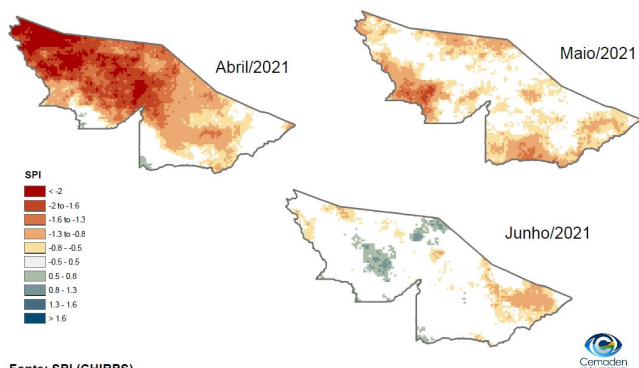 Abril/2021
Maio/2021
SPI
< -2
-2 to -1.6
-1.6 to -1.3
-1.3 to -0.8
-0.8 to -0.5
-0.5 to -0.5
0.5 - 0.8
0.8 - 1.3
1.3 - 1.6
> 1.6
Junho/2021
Cemaden
Fonte: SPI (CHIRPS)